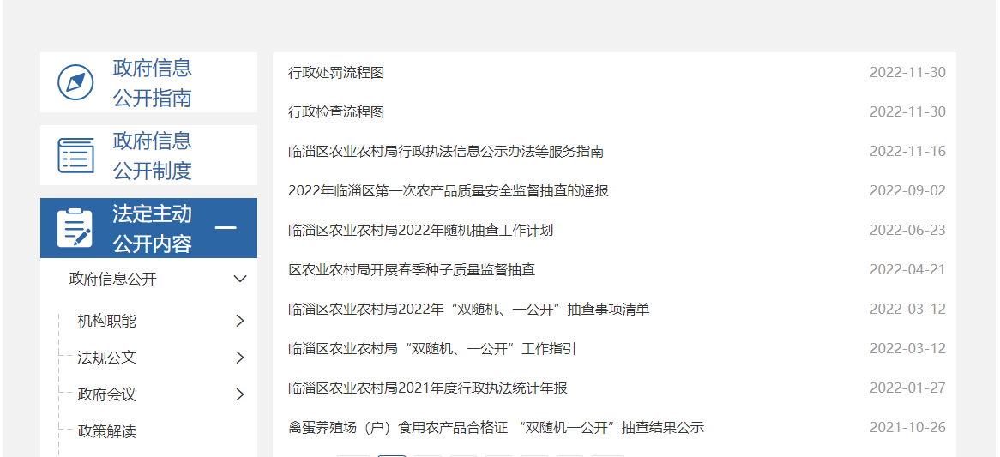 政府信息
公开指南
政府信息
公开制度
法定主动
公开内容
政府信息公开
机构职能
法规公文
政府会议
政策解读
行政处罚流程图 2022-11-30
行政检查流程图 2022-11-30
临淄区农业农村局行政执法信息公示办法等服务指南 2022-11-16
2022年临淄区第一次农产品质量安全监督抽查的通报 2022-09-02
临淄区农业农村局2022年随机抽查工作计划 2022-06-23
区农业农村局开展春季种子质量监督抽查 2022-04-21
临淄区农业农村局2022年“双随机、一公开”抽查事项清单 2022-03-12
临淄区农业农村局“双随机、一公开”工作指引 2022-03-12
临淄区农业农村局2021年度行政执法统计年报 2022-01-27
禽蛋养殖场（户）食用农产品合格证 “双随机一公开”抽查结果公示 2021-10-26